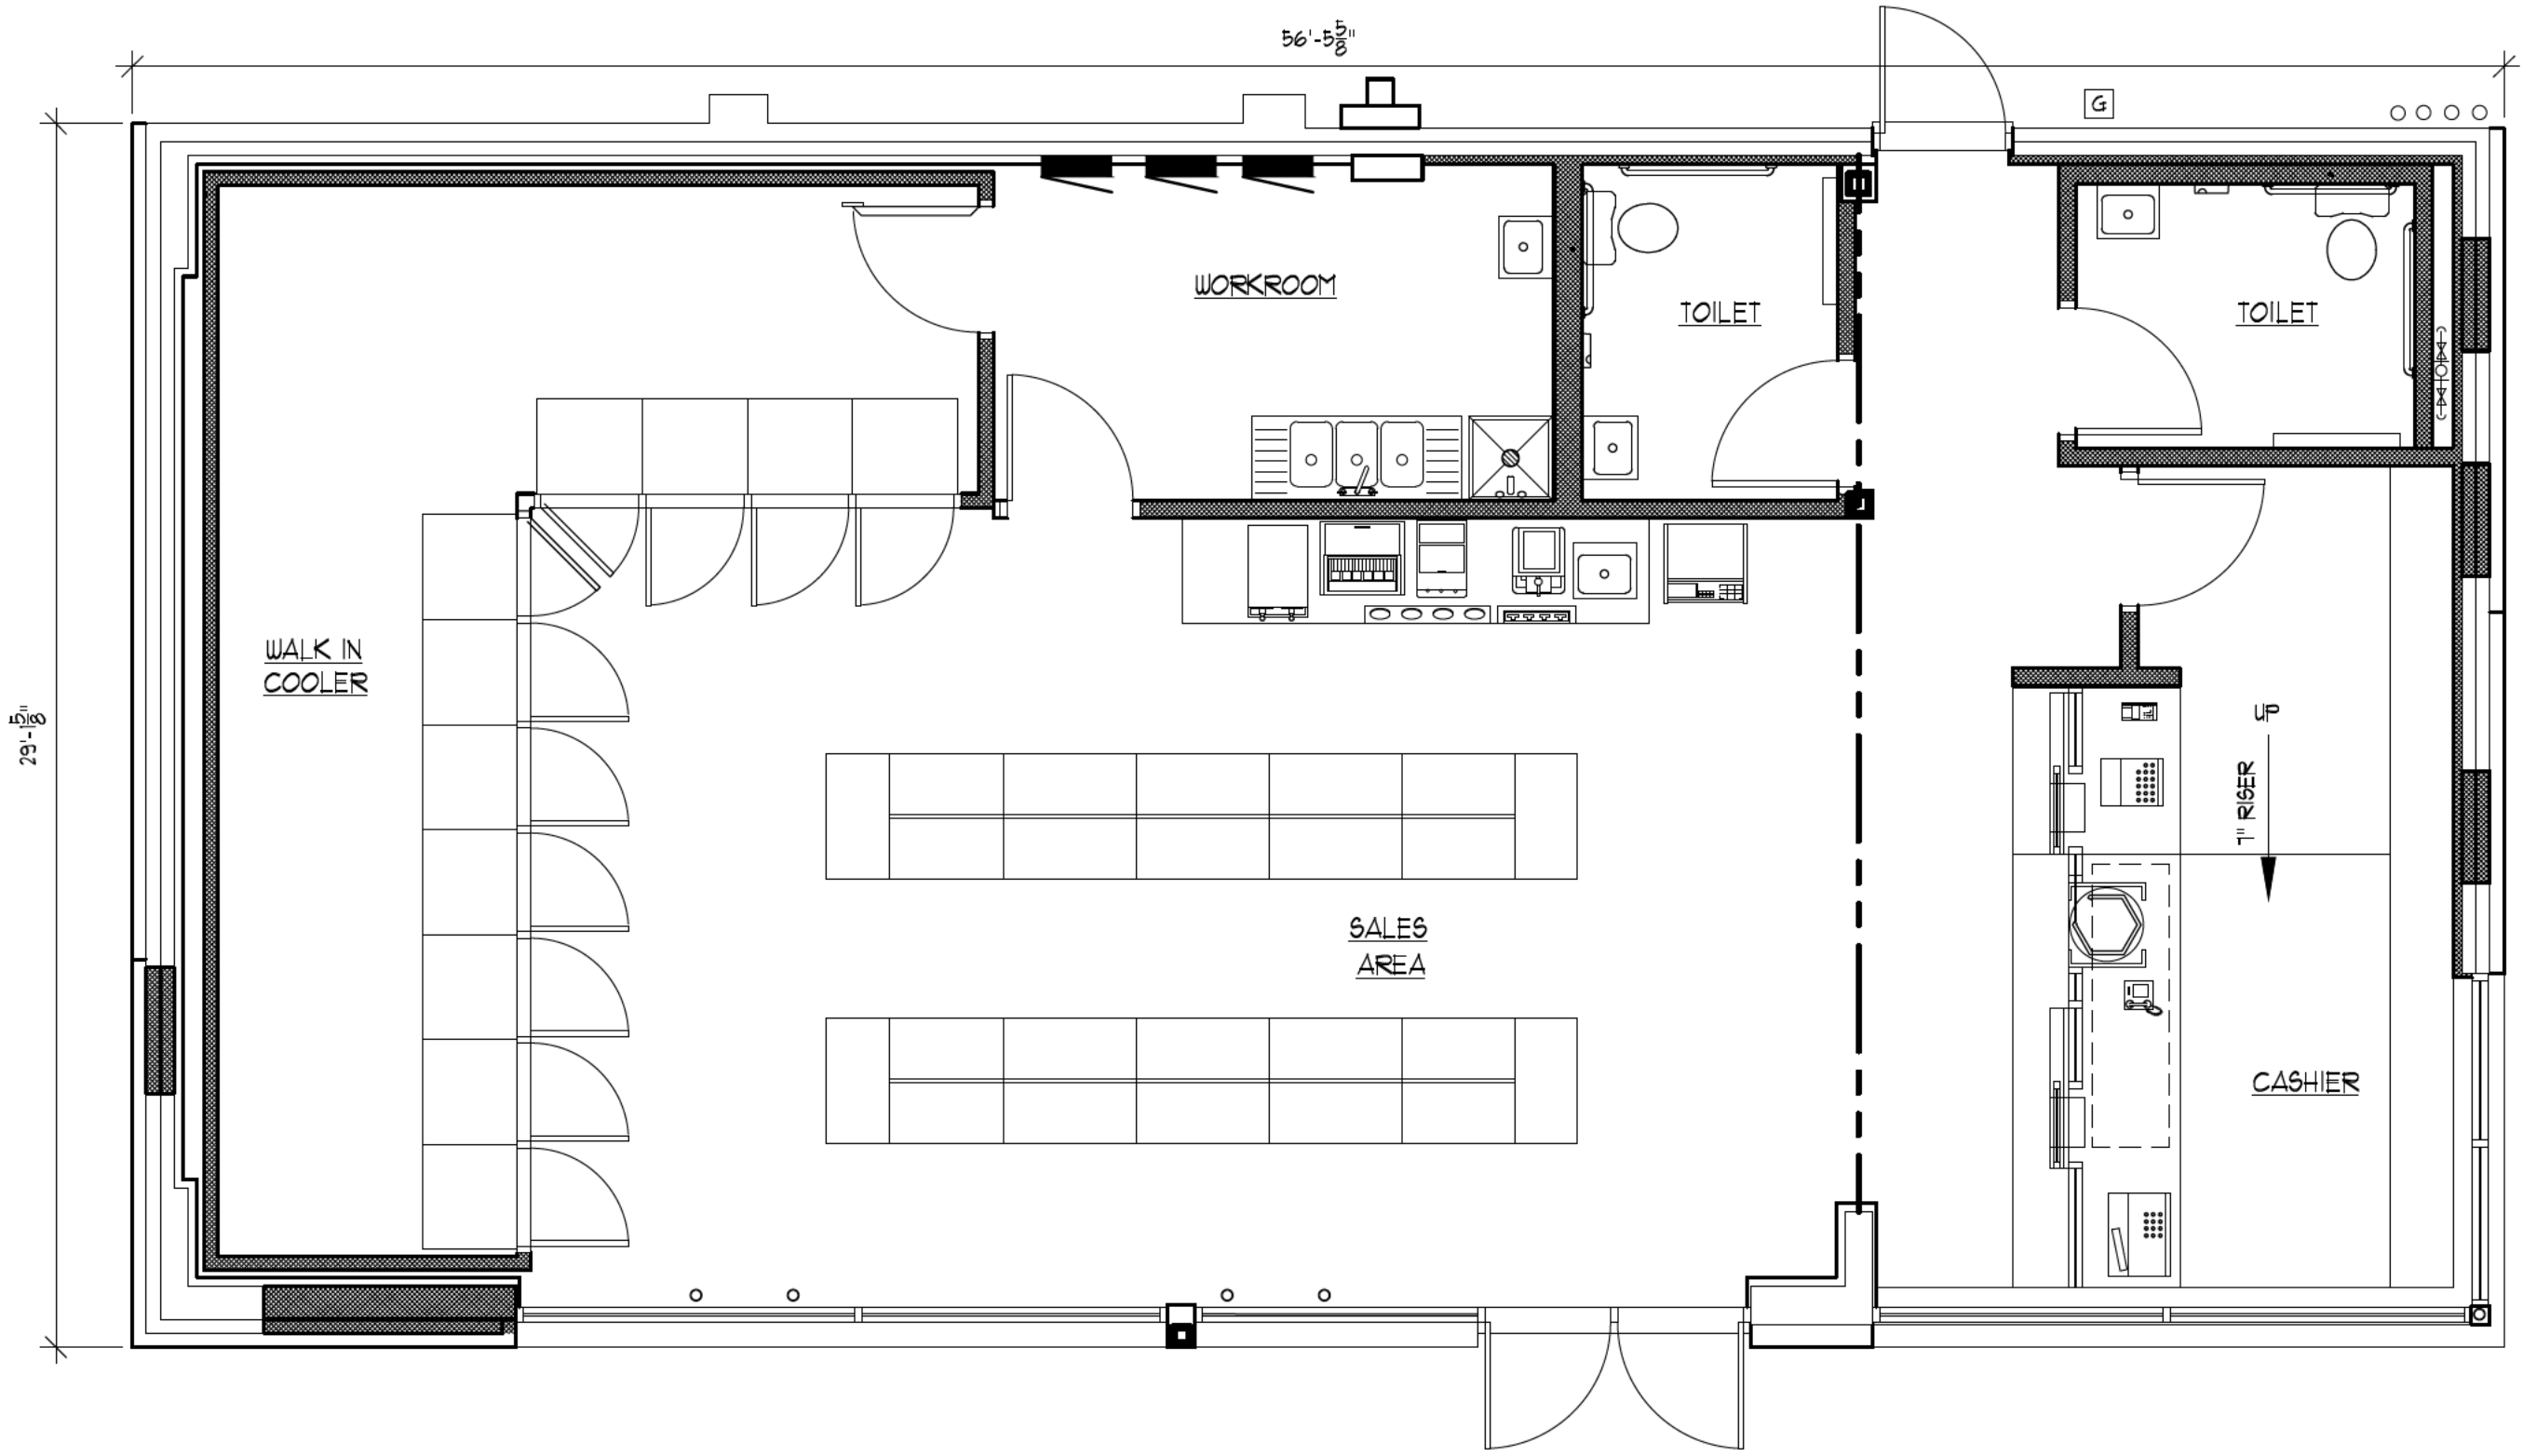 56'-5 5/8"
G
WORKROOM
TOILET
TOILET
WALK IN
COOLER
29'-1 5/8"
UP
7" RISER
SALES
AREA
CASHIER